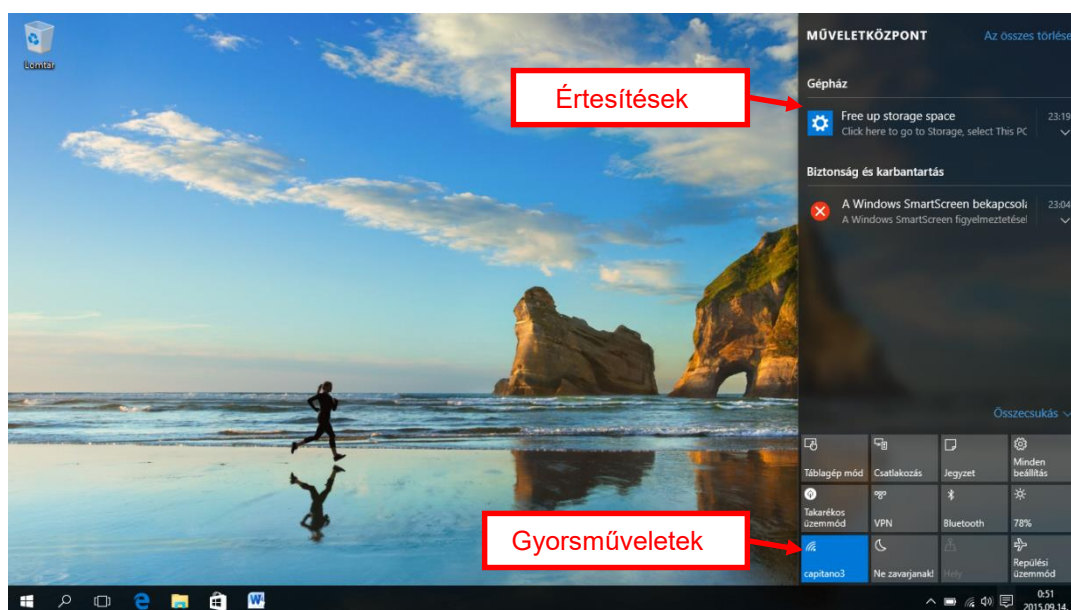 Lomtár
MŰVELETKÖZPONT
Az összes törlése
Értesítések
Gépház
Free up storage space
23:19
Click here to go to Storage, select This PC
Biztonság és karbantartás
A Windows SmartScreen bekapcsolá
23:04
A Windows SmartScreen figyelmeztetései
Összecsukás
Táblagép mód
Csatlakozás
Jegyzet
Minden
beállítás
Takarékos
üzemmód
VPN
Bluetooth
78%
Gyorsműveletek
capitano3
Ne zavarjanak!
Hely
Repülési
üzemmód
0:51
2015.09.14.